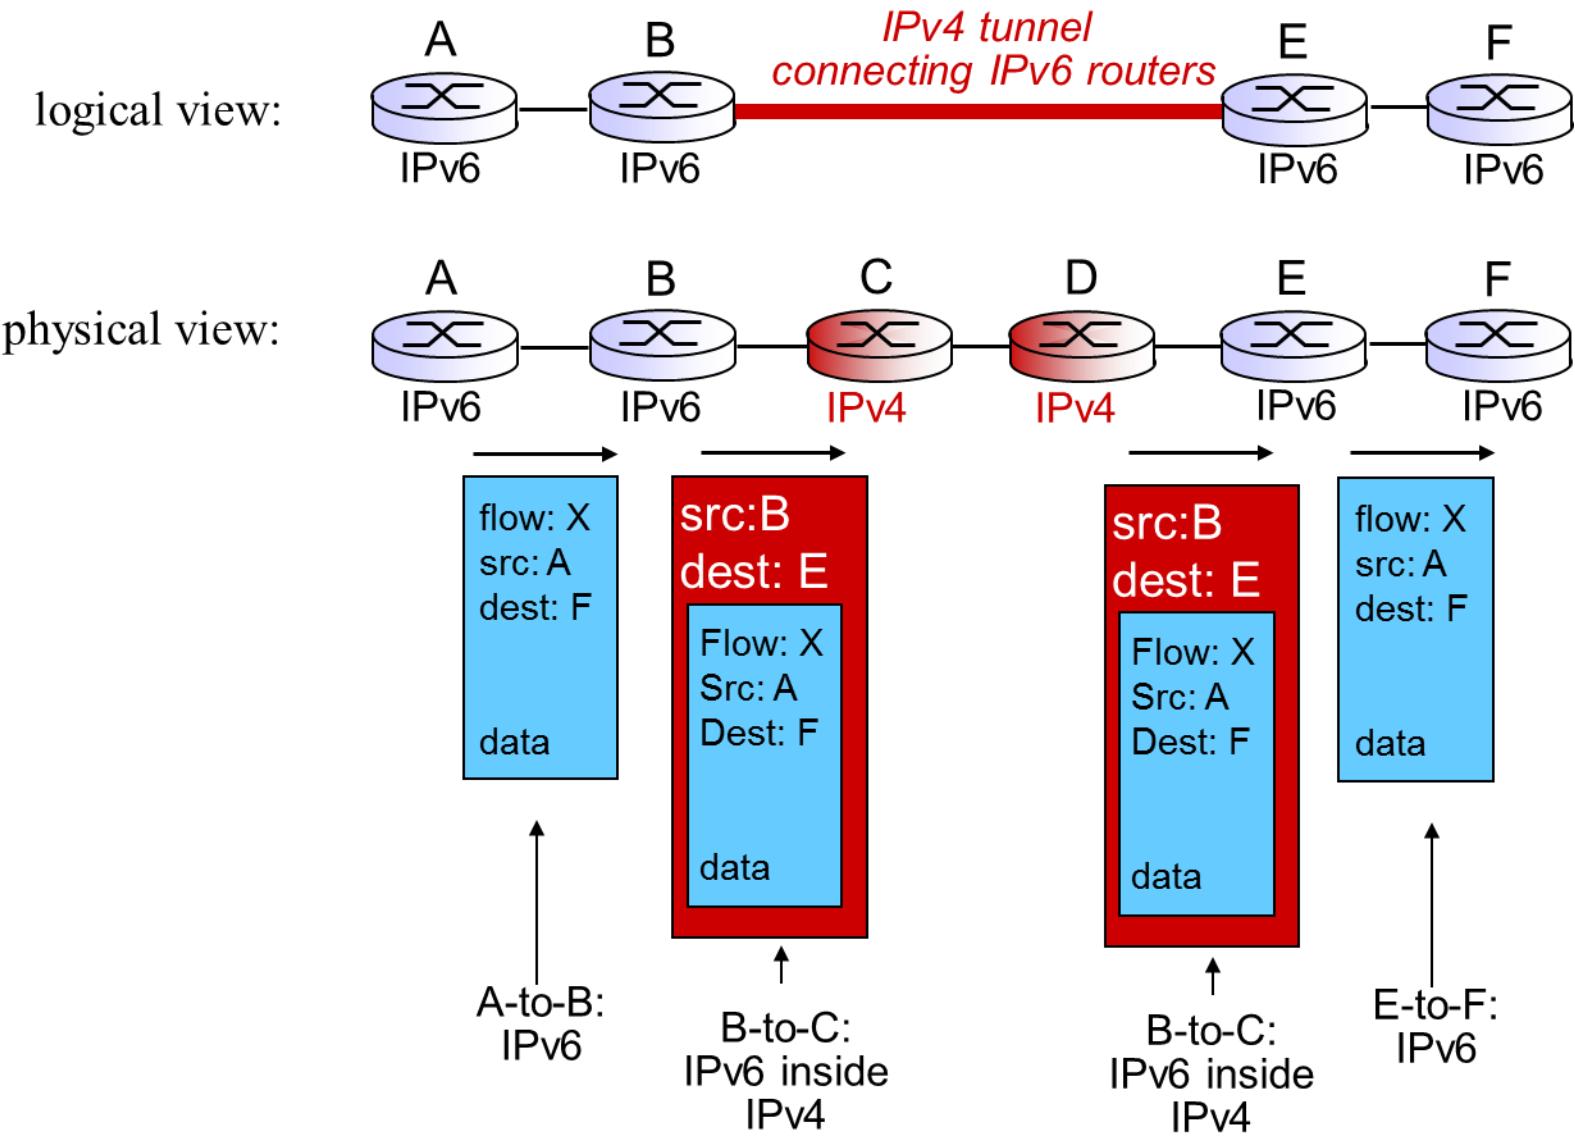 A
B
IPv4 tunnel
connecting IPv6 routers
E
F
logical view:
IPv6
IPv6
IPv6
IPv6
A
B
C
D
E
F
physical view:
IPv6
IPv6
IPv4
IPv4
IPv6
IPv6
flow: X
src: A
dest: F
data
src:B
dest: E
Flow: X
Src: A
Dest: F
data
src:B
dest: E
Flow: X
Src: A
Dest: F
data
flow: X
src: A
dest: F
data
A-to-B:
IPv6
B-to-C:
IPv6 inside
IPv4
B-to-C:
IPv6 inside
IPv4
E-to-F:
IPv6